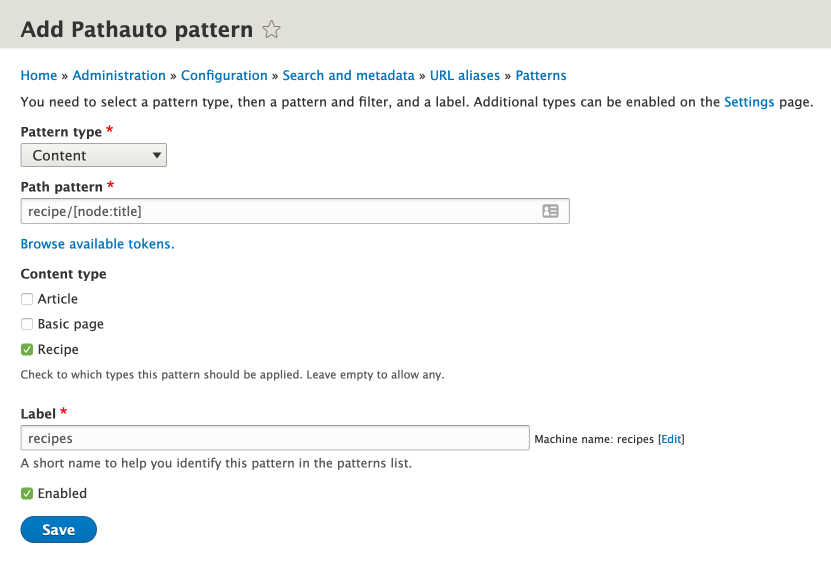 Add Pathauto pattern
Home » Administration » Configuration » Search and metadata » URL aliases » Patterns
You need to select a pattern type, then a pattern and filter, and a label. Additional types can be enabled on the Settings page.
Pattern type *
Content
Path pattern *
recipe/[node:title]
Browse available tokens.
Content type
Article
Basic page
Recipe
Check to which types this pattern should be applied. Leave empty to allow any.
Label *
recipes Machine name: recipes [Edit]
A short name to help you identify this pattern in the patterns list.
Enabled
Save